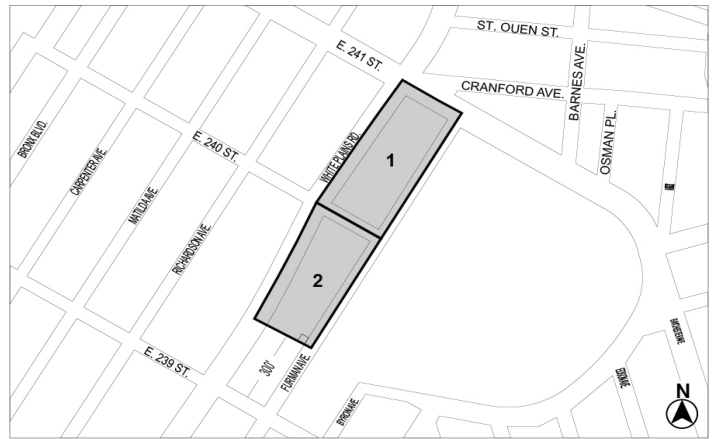 ST. OUEN ST.
E. 241 ST.
CRANFORD AVE.
BARNES AVE.
OSMAN PL.
BRONX BLVD.
CARPENTER AVE.
E. 240 ST.
WHITE PLAINS RD.
1
MATILDA AVE.
RICHARDSON AVE.
2
E. 239 ST.
300'
FURMAN AVE.
BYRON AVE.
N